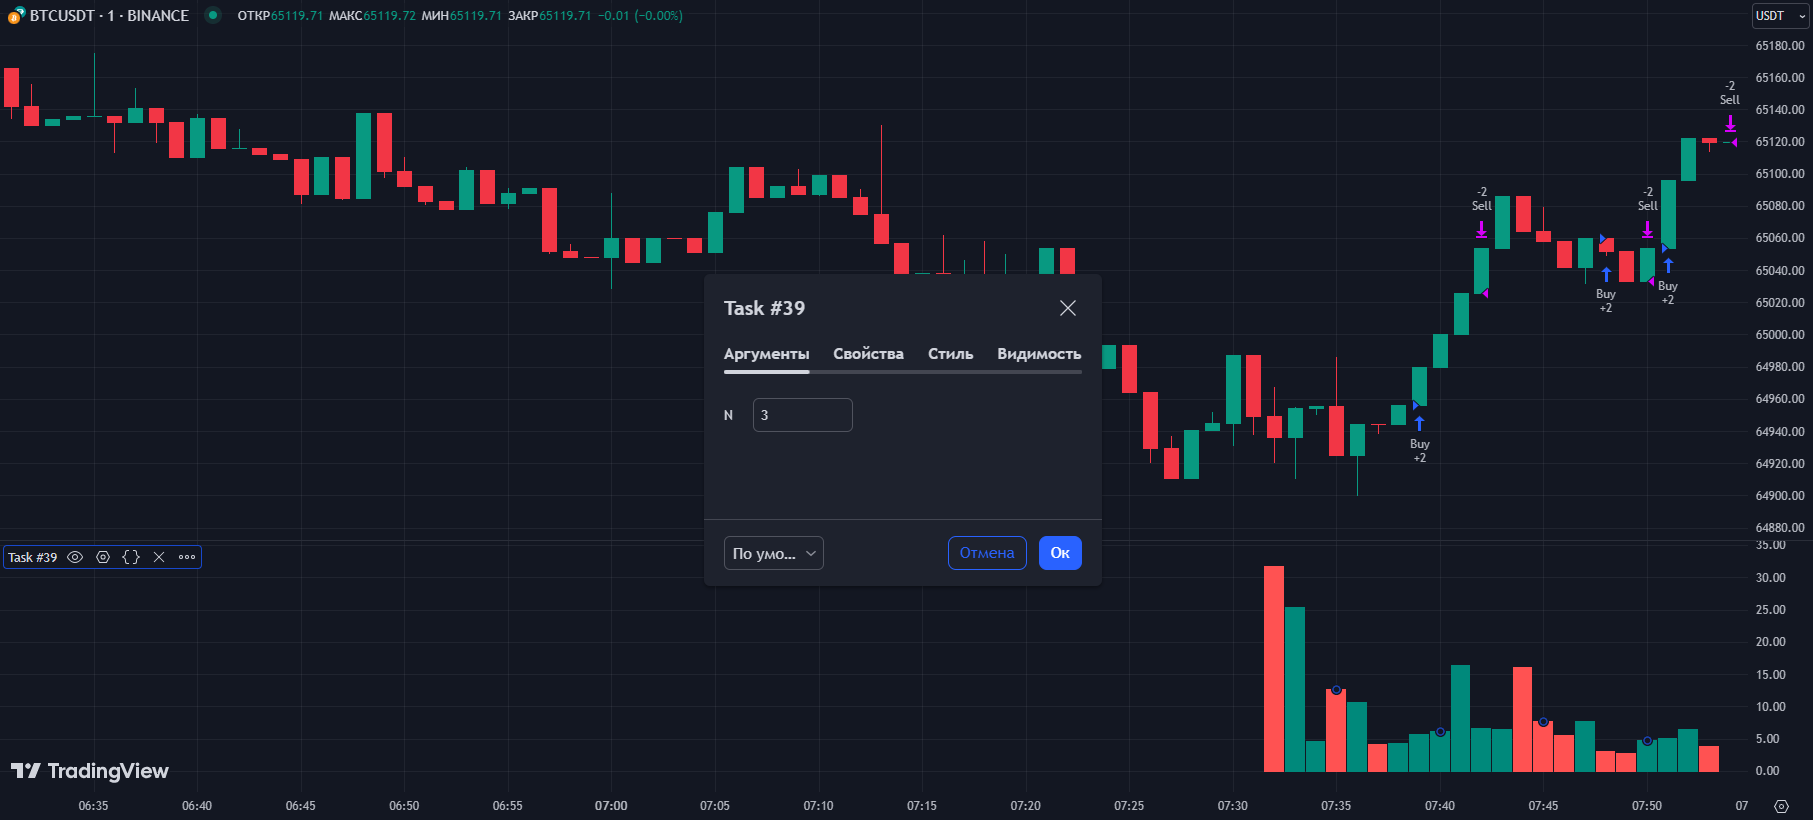 BTCUSDT · 1 · BINANCE
ОТКР65119.71 МАКС65119.72 МИН65119.71 ЗАКР65119.71 −0.01 (−0.00%)
USDT
65180.00
65160.00
65140.00
65120.00
65100.00
65080.00
65060.00
65040.00
65020.00
65000.00
64980.00
64960.00
64940.00
64920.00
64900.00
64880.00
-2
Sell
-2
Sell
-2
Sell
Buy
+2
Buy
+2
Buy
+2
Task #39
Аргументы Свойства Стиль Видимость
N 3
По умо...
Отмена
Ок
Task #39
35.00
30.00
25.00
20.00
15.00
10.00
5.00
0.00
TradingView
06:35 06:40 06:45 06:50 06:55 07:00 07:05 07:10 07:15 07:20 07:25 07:30 07:35 07:40 07:45 07:50 07